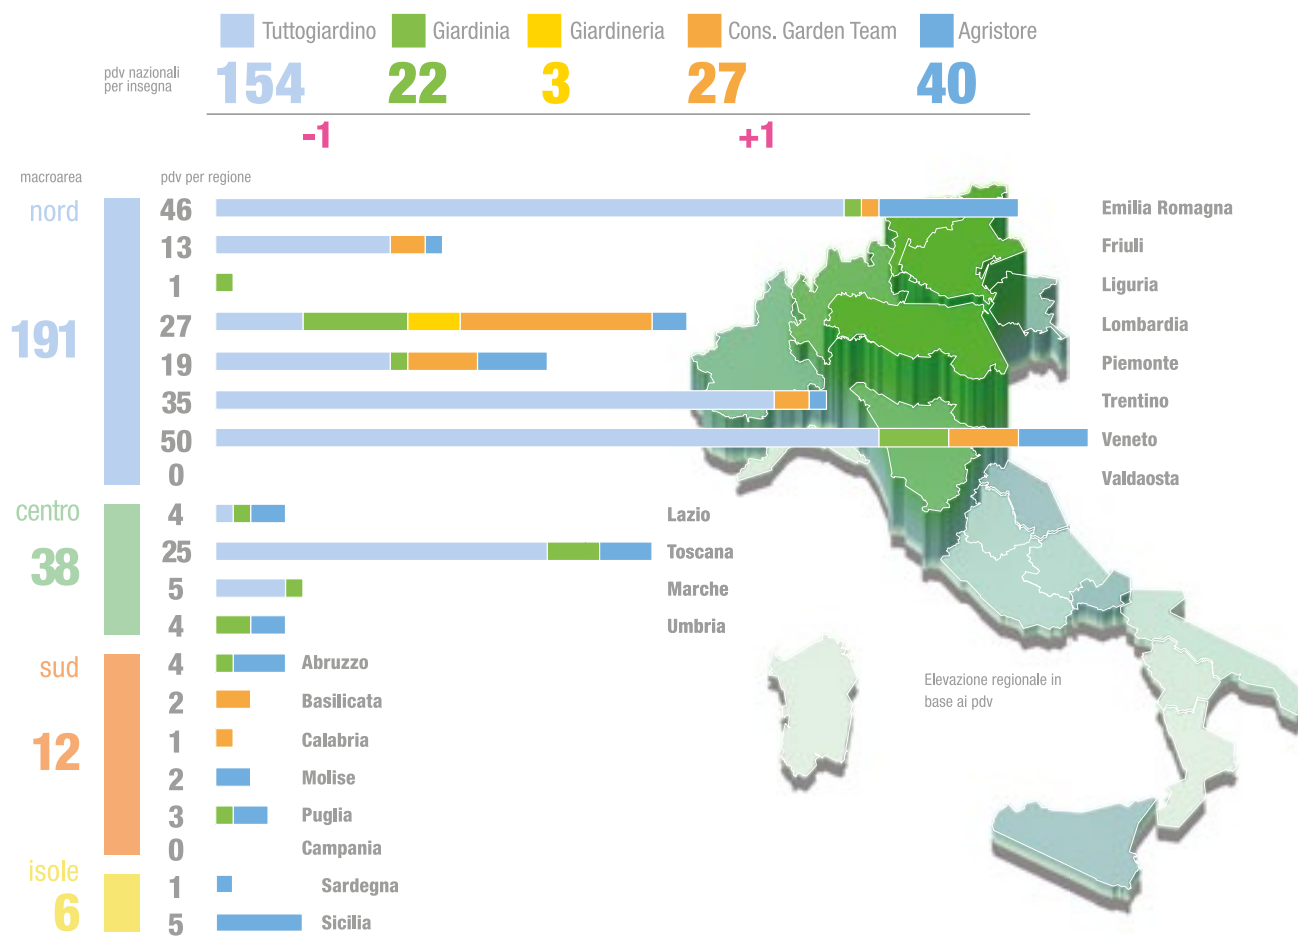 Tuttogiardino Giardinia Giardineria Cons. Garden Team Agristore
pdv nazionali
per insegna
154 22 3 27 40
-1 +1
macroarea pdv per regione
nord
191
46 Emilia Romagna
13 Friuli
1 Liguria
27 Lombardia
19 Piemonte
35 Trentino
50 Veneto
0 Valdaosta
centro
38
4 Lazio
25 Toscana
5 Marche
4 Umbria
sud
12
4 Abruzzo
2 Basilicata
1 Calabria
2 Molise
3 Puglia
0 Campania
isole
6
1 Sardegna
5 Sicilia
Elevazione regionale in
base ai pdv